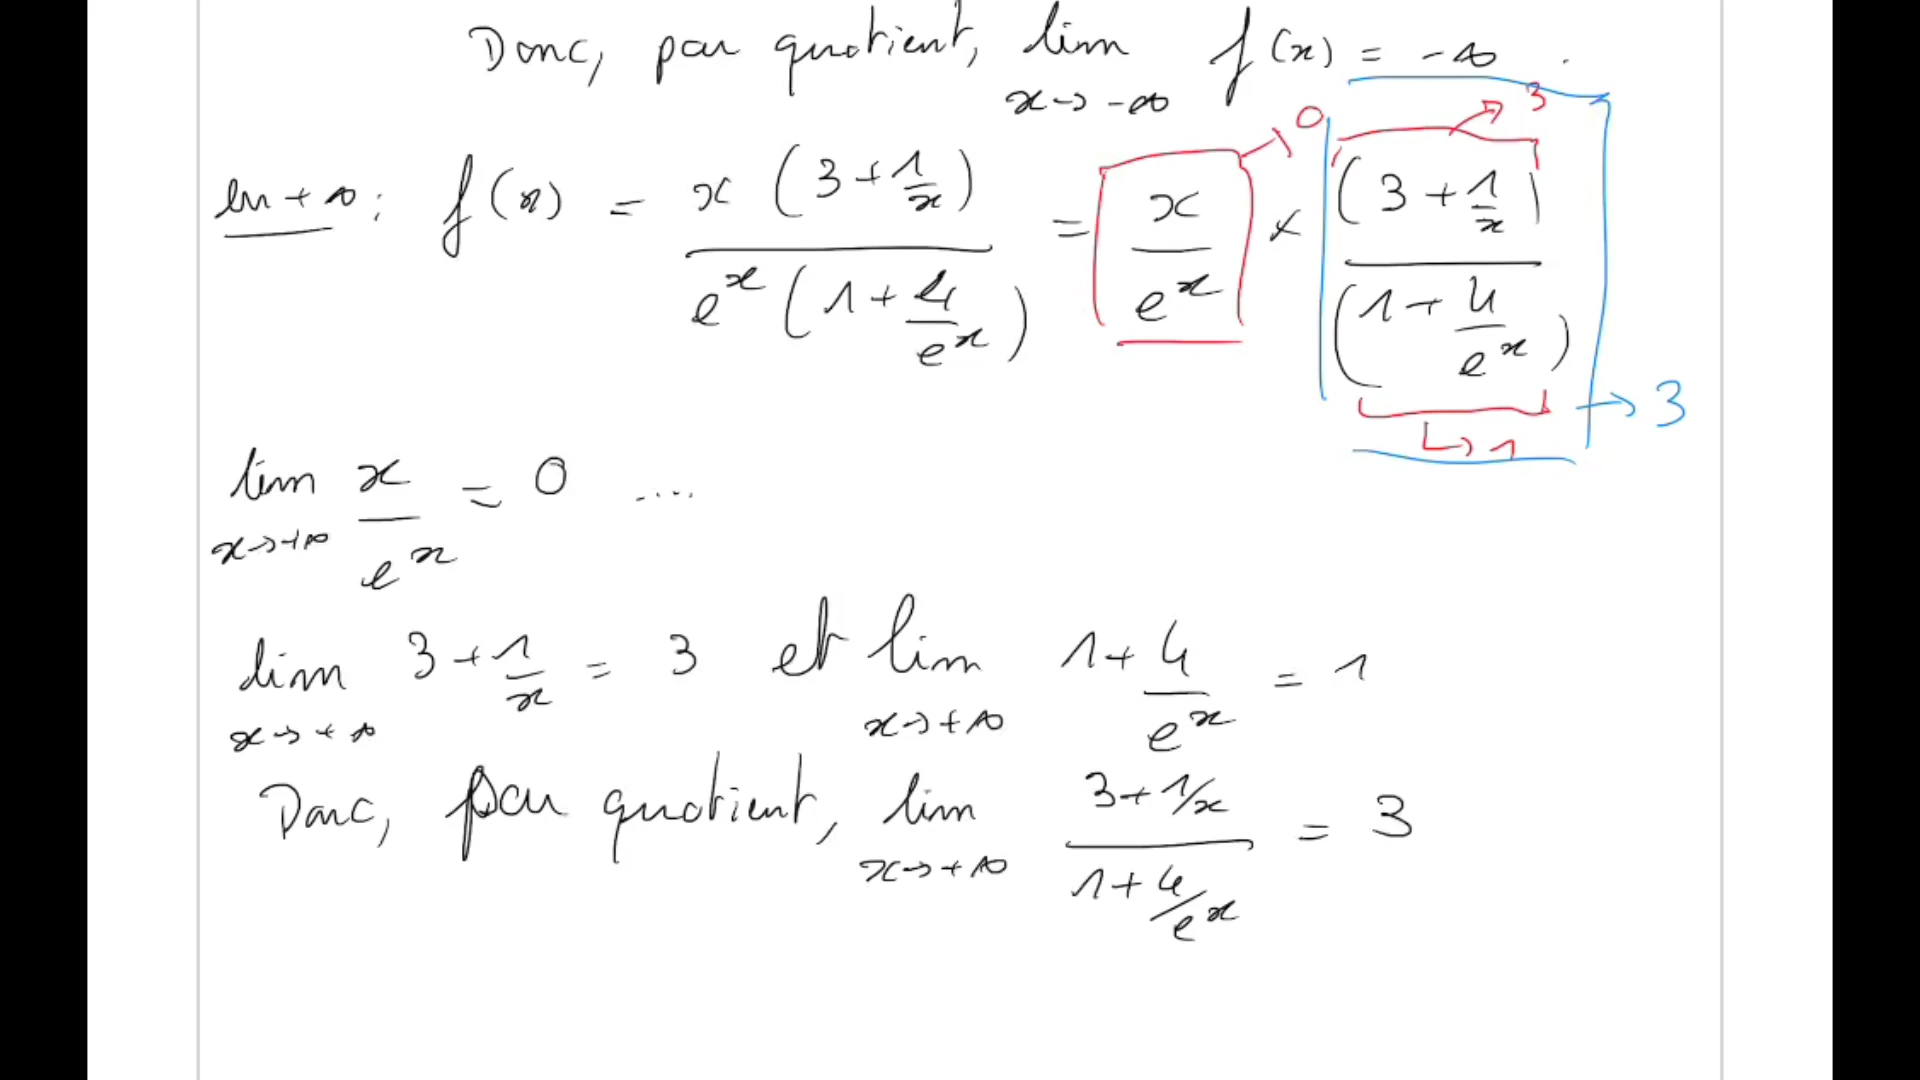 Donc, par quotient, lim x→-∞ f(x) = -∞ .
en +∞ : f(x) = x(3+1/x) / e^x(1+4/e^x) = x/e^x × (3+1/x) / (1+4/e^x)
→ 0
→ 3
↳ 1
→ 3
lim x→+∞ x/e^x = 0 ....
lim x→+∞ 3+1/x = 3 et lim x→+∞ 1+4/e^x = 1
Donc, par quotient, lim x→+∞ (3+1/x)/(1+4/e^x) = 3